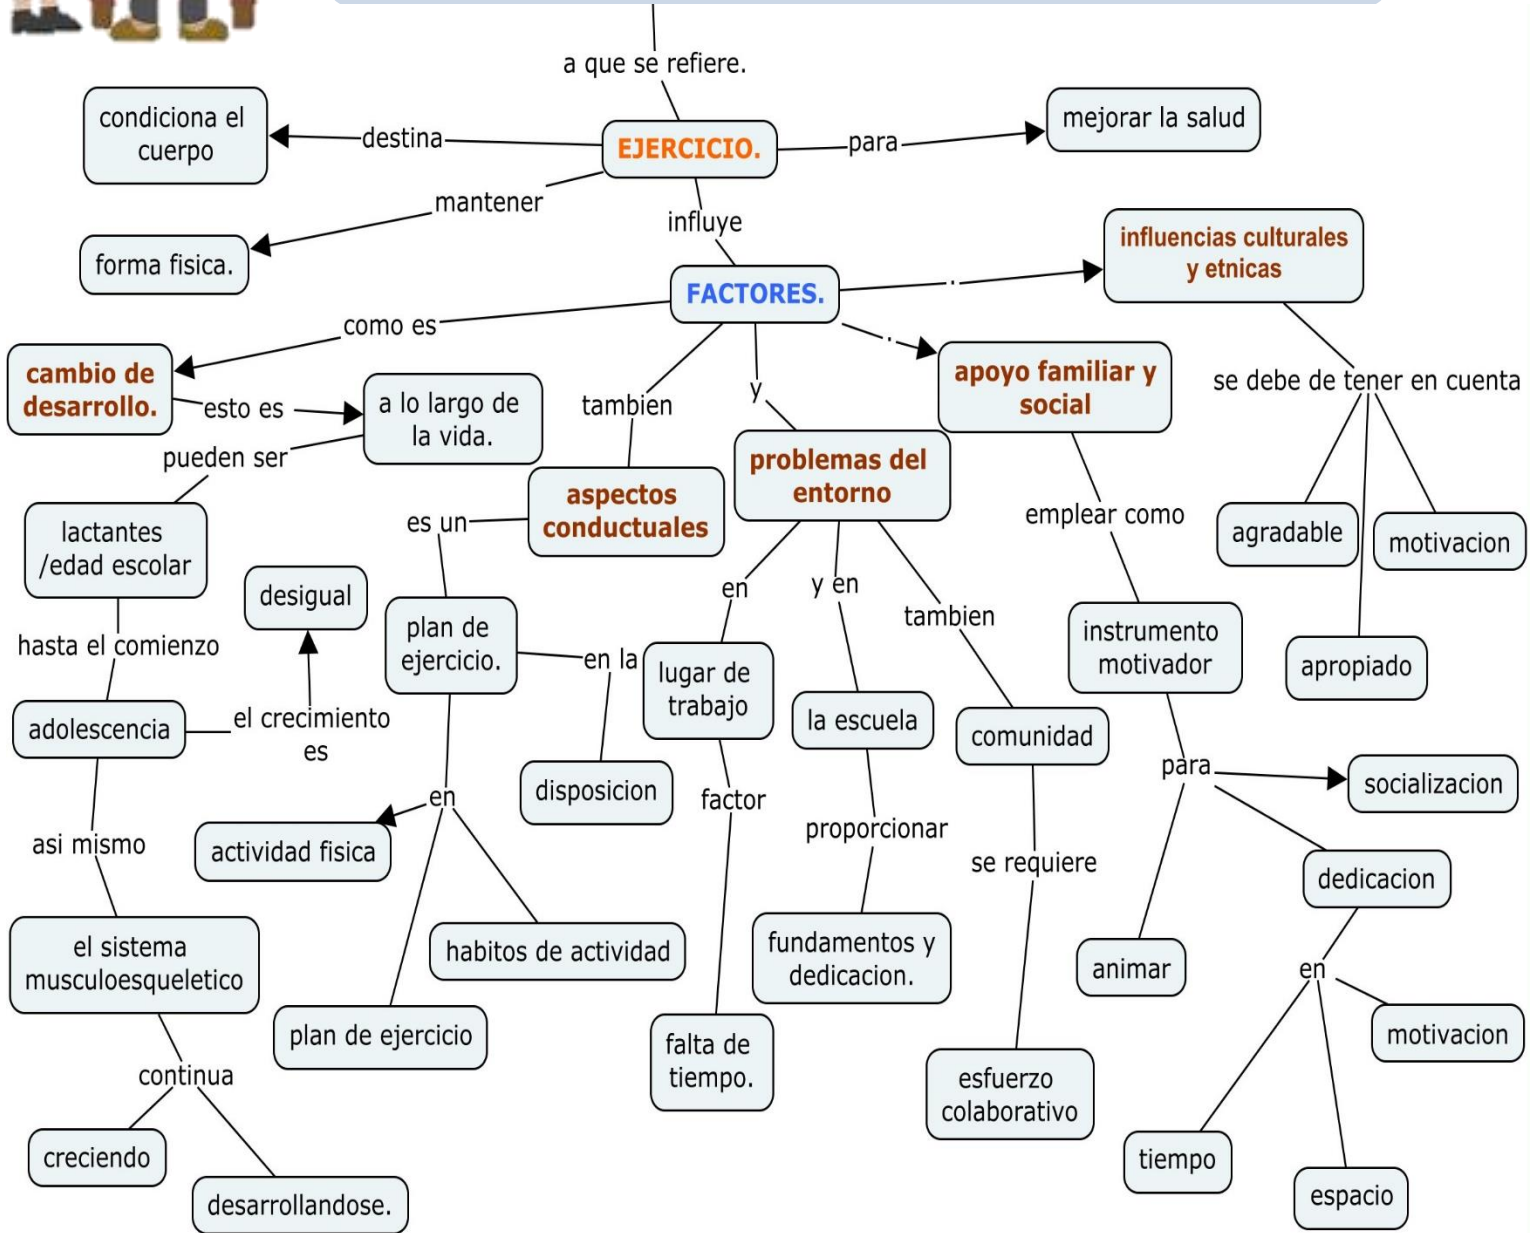 a que se refiere.
condiciona el
cuerpo
destina
EJERCICIO.
para
mejorar la salud
mantener
forma fisica.
influye
FACTORES.
influencias culturales
y etnicas
como es
cambio de
desarrollo.
esto es
a lo largo de
la vida.
tambien
y
apoyo familiar y
social
se debe de tener en cuenta
pueden ser
aspectos
conductuales
problemas del
entorno
lactantes
/edad escolar
es un
emplear como
agradable
motivacion
apropiado
desigual
hasta el comienzo
plan de
ejercicio.
en la
disposicion
en
lugar de
trabajo
y en
la escuela
tambien
comunidad
instrumento
motivador
adolescencia
el crecimiento
es
en
actividad fisica
habitos de actividad
plan de ejercicio
factor
falta de
tiempo.
proporcionar
fundamentos y
dedicacion.
se requiere
esfuerzo
colaborativo
para
socializacion
dedicacion
animar
en
motivacion
tiempo
espacio
asi mismo
el sistema
musculoesqueletico
continua
creciendo
desarrollandose.